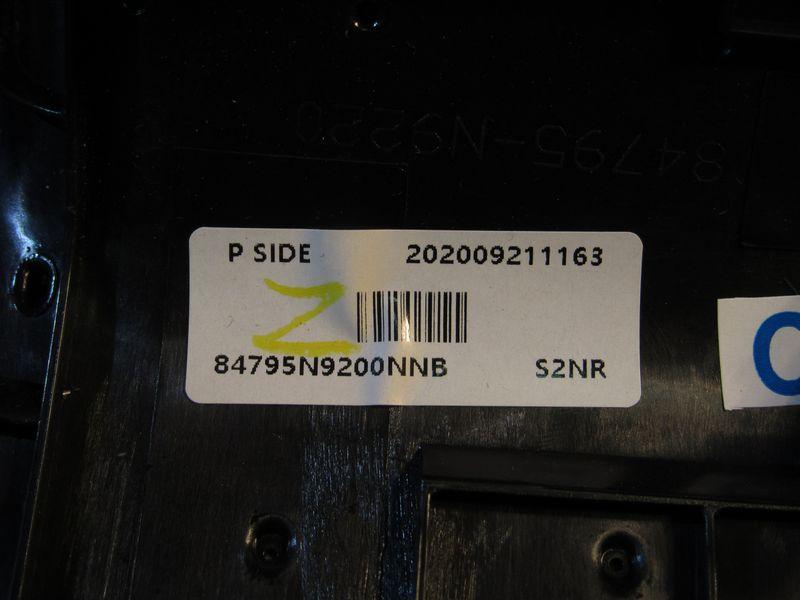 84795-N9220
P SIDE 202009211163
Z
84795N9200NNB S2NR